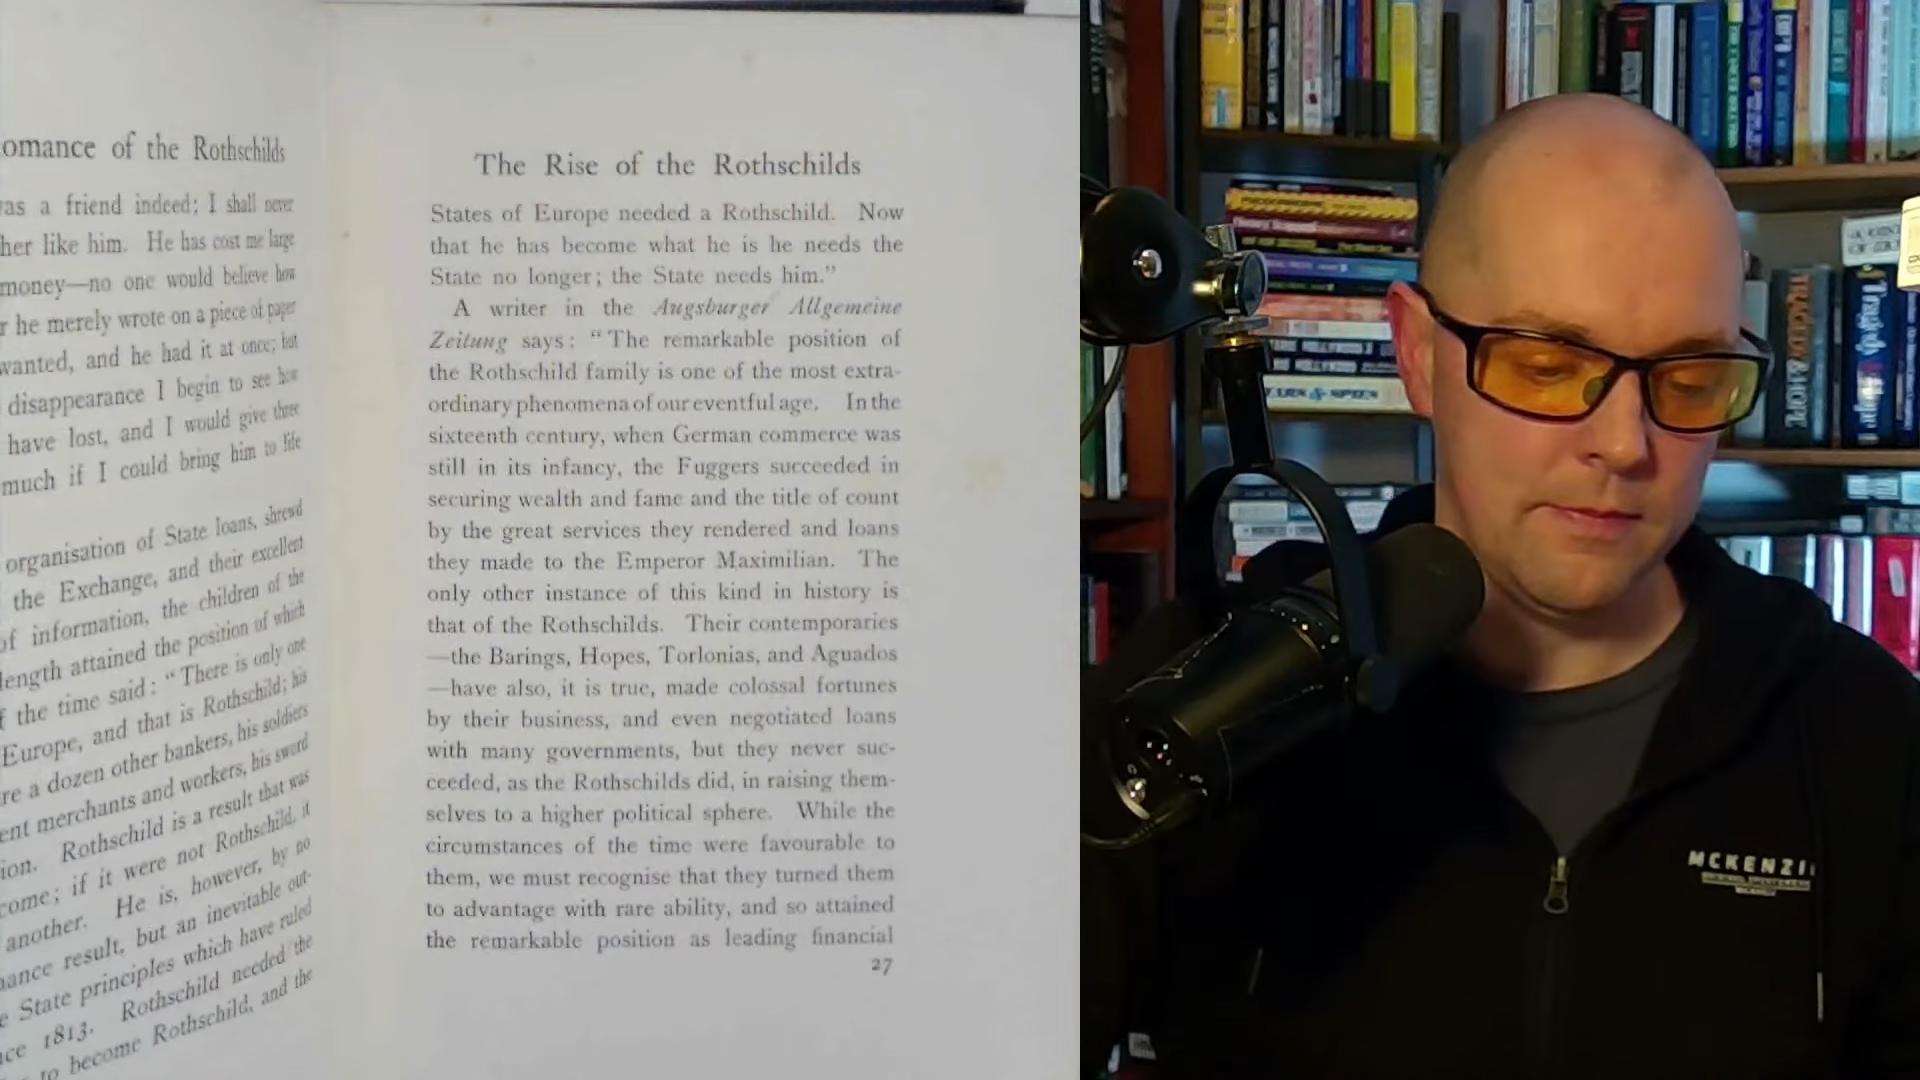 omance of the Rothschilds
was a friend indeed; I shall never
her like him. He has cost me large
money—no one would believe how
r he merely wrote on a piece of paper
wanted, and he had it at once; but
disappearance I begin to see how
have lost, and I would give three
much if I could bring him to life
organisation of State loans, shrewd
the Exchange, and their excellent
of information, the children of the
length attained the position of which
f the time said: "There is only one
Europe, and that is Rothschild; his
re a dozen other bankers, his soldiers
ent merchants and workers, his sword
ion. Rothschild is a result that was
come; if it were not Rothschild, it
another. He is, however, by no
hance result, but an inevitable out-
e State principles which have ruled
nce 1813. Rothschild needed the
to become Rothschild, and the
The Rise of the Rothschilds
States of Europe needed a Rothschild. Now
that he has become what he is he needs the
State no longer; the State needs him."
A writer in the Augsburger Allgemeine
Zeitung says: "The remarkable position of
the Rothschild family is one of the most extra-
ordinary phenomena of our eventful age. In the
sixteenth century, when German commerce was
still in its infancy, the Fuggers succeeded in
securing wealth and fame and the title of count
by the great services they rendered and loans
they made to the Emperor Maximilian. The
only other instance of this kind in history is
that of the Rothschilds. Their contemporaries
—the Barings, Hopes, Torlonias, and Aguados
—have also, it is true, made colossal fortunes
by their business, and even negotiated loans
with many governments, but they never suc-
ceeded, as the Rothschilds did, in raising them-
selves to a higher political sphere. While the
circumstances of the time were favourable to
them, we must recognise that they turned them
to advantage with rare ability, and so attained
the remarkable position as leading financial
27
TRAGEDY & HOPE
MCKENZI